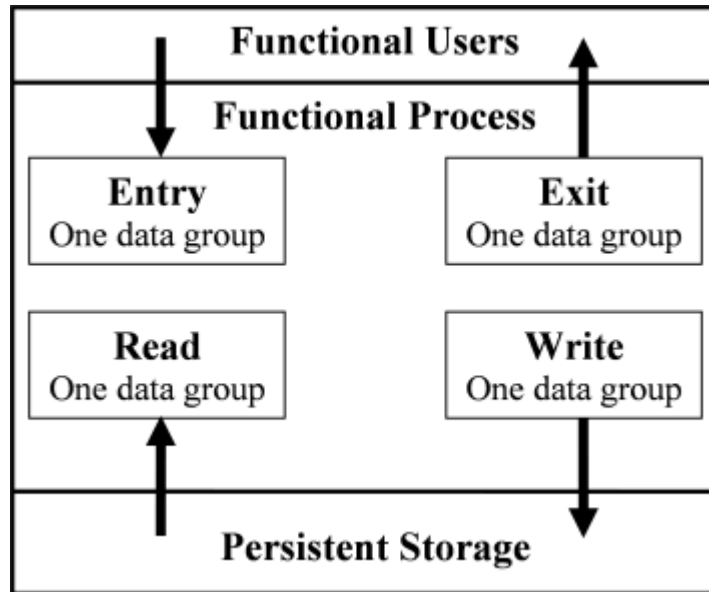 Functional Users
Functional Process
Entry
One data group
Exit
One data group
Read
One data group
Write
One data group
Persistent Storage